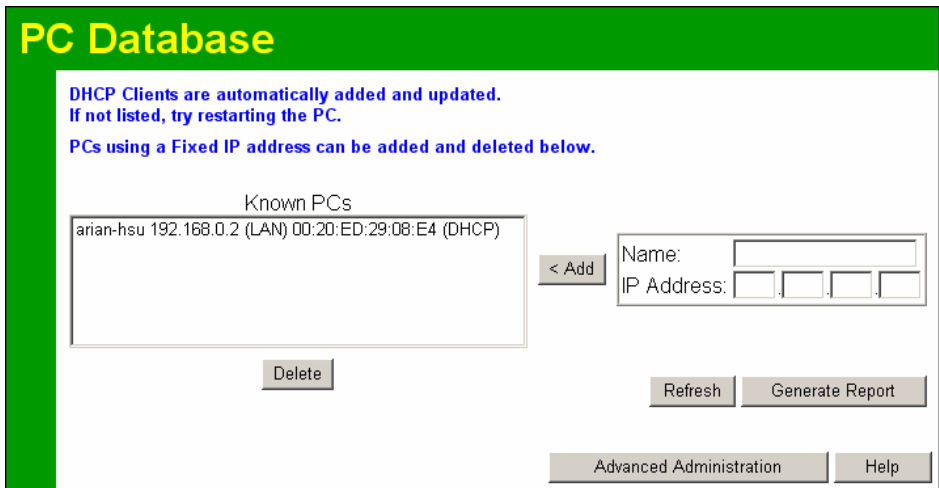 PC Database
DHCP Clients are automatically added and updated.
If not listed, try restarting the PC.
PCs using a Fixed IP address can be added and deleted below.
Known PCs
arian-hsu 192.168.0.2 (LAN) 00:20:ED:29:08:E4 (DHCP)
< Add
Name:
IP Address: . . .
Delete
Refresh Generate Report
Advanced Administration Help